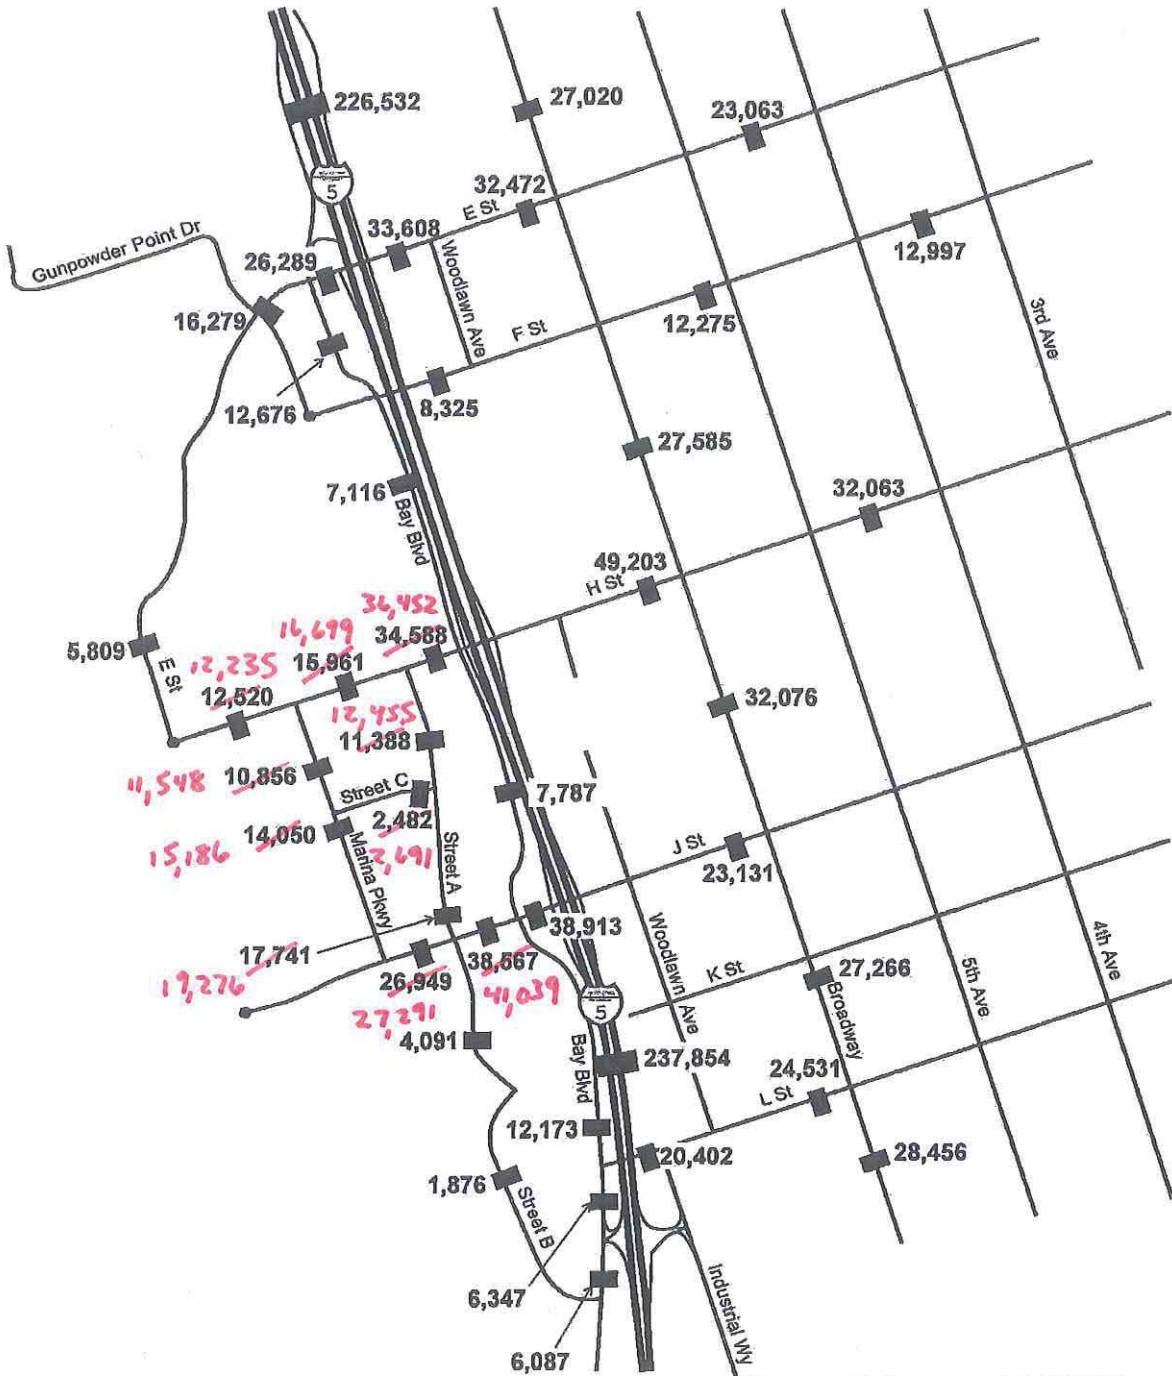 226,532
27,020
23,063
5
32,472
E St
33,608
Gunpowder Point Dr
26,289
Woodlawn Ave
12,997
16,279
12,275
F St
3rd Ave
12,676
8,325
27,585
7,116
Bay Blvd
32,063
49,203
H St
36,452
16,699
34,588
5,809
E St
12,235
15,961
12,520
32,076
12,455
11,388
11,548
10,856
Street C
7,787
2,482
14,050
15,186
2,691
Marina Pkwy
Street A
J St
23,131
38,913
Woodlawn Ave
17,741
38,567
19,276
26,949
41,039
K St
27,266
4th Ave
5th Ave
Broadway
27,291
5
4,091
Bay Blvd
237,854
24,531
L St
12,173
20,402
28,456
1,876
Street B
6,347
Industrial Wy
6,087